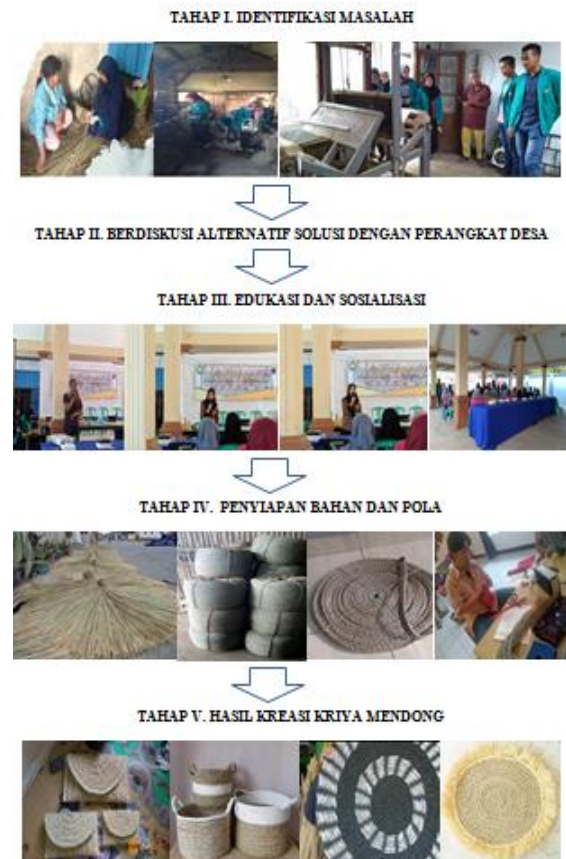 TAHAP I. IDENTIFIKASI MASALAH
TAHAP II. BERDISKUSI ALTERNATIF SOLUSI DENGAN PERANGKAT DESA
TAHAP III. EDUKASI DAN SOSIALISASI
TAHAP IV. PENYIAPAN BAHAN DAN POLA
TAHAP V. HASIL KREASI KRIYA MENDONG